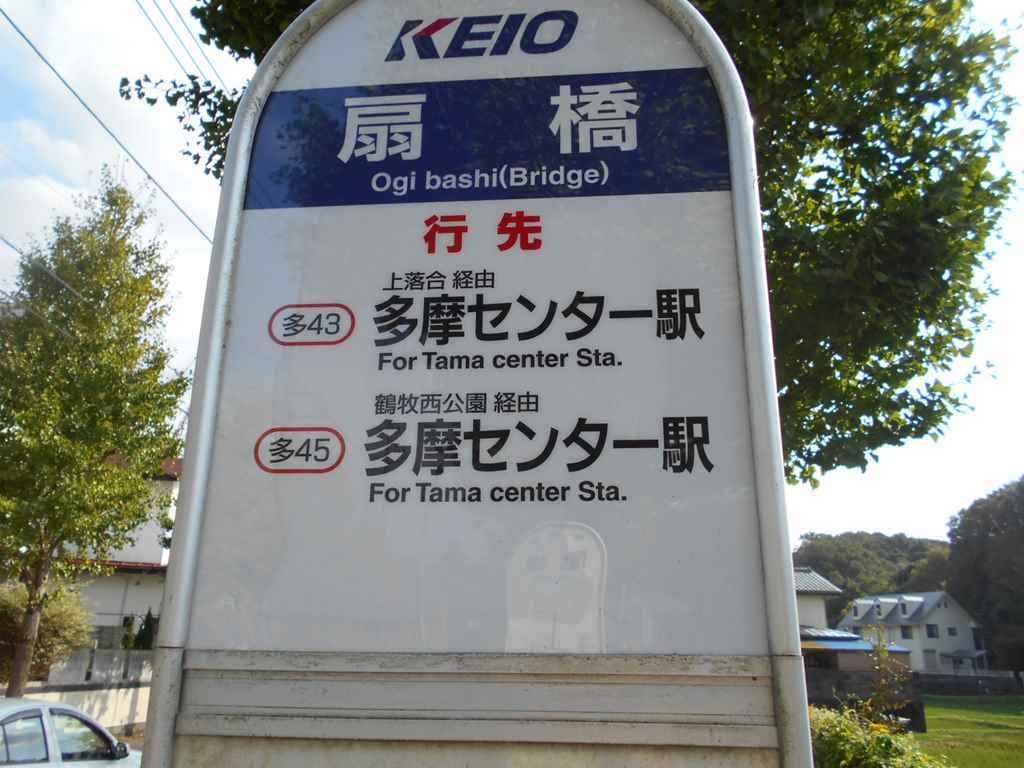 KEIO
扇橋
Ogi bashi(Bridge)
行先
上落合 経由
多43 多摩センター駅
For Tama center Sta.
鶴牧西公園 経由
多45 多摩センター駅
For Tama center Sta.